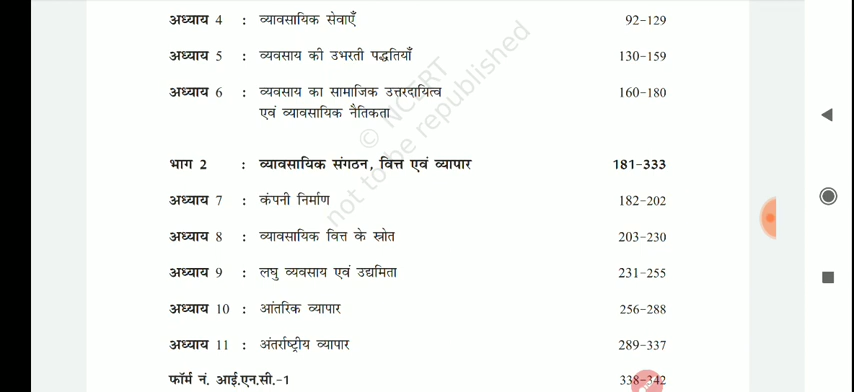 अध्याय 4 : व्यावसायिक सेवाएँ 92-129
अध्याय 5 : व्यवसाय की उभरती पद्धतियाँ 130-159
अध्याय 6 : व्यवसाय का सामाजिक उत्तरदायित्व 160-180
एवं व्यावसायिक नैतिकता
© NCERT
not to be republished
भाग 2 : व्यावसायिक संगठन, वित्त एवं व्यापार 181-333
अध्याय 7 : कंपनी निर्माण 182-202
अध्याय 8 : व्यावसायिक वित्त के स्त्रोत 203-230
अध्याय 9 : लघु व्यवसाय एवं उद्यमिता 231-255
अध्याय 10 : आंतरिक व्यापार 256-288
अध्याय 11 : अंतर्राष्ट्रीय व्यापार 289-337
फॉर्म नं. आई.एन.सी.-1 338-342